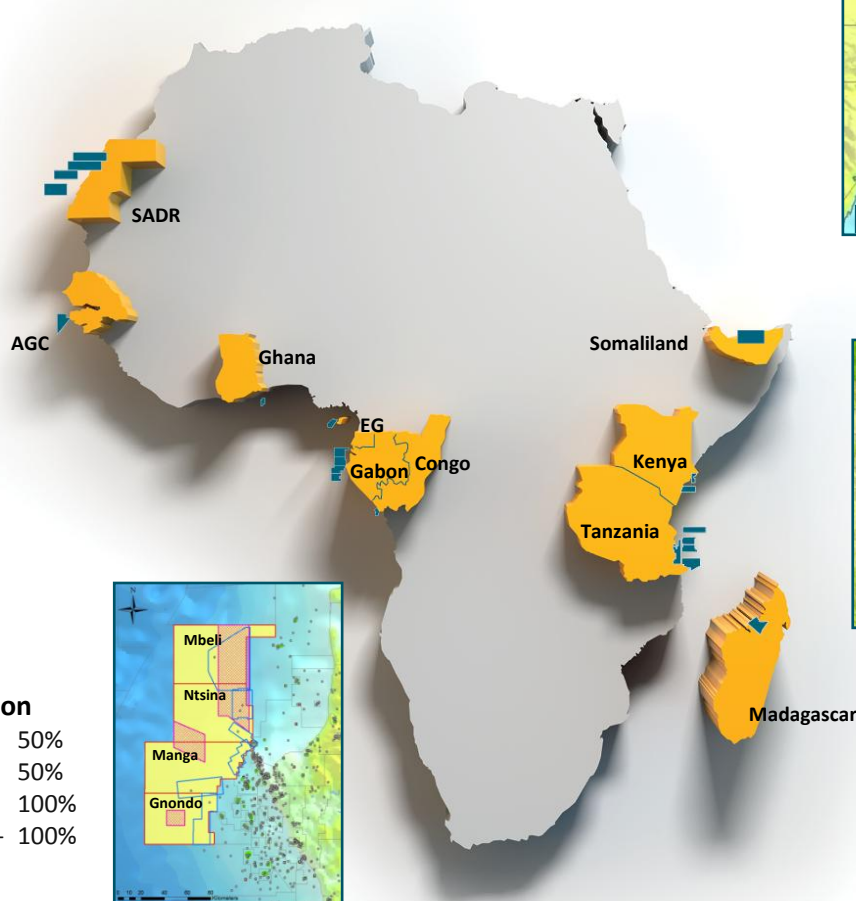 SADR
AGC
Ghana
Somaliland
EG
Gabon
Congo
Kenya
Tanzania
Madagascar
N
Mbeli
Ntsina
Manga
Gnondo
on
50%
50%
100%
- 100%